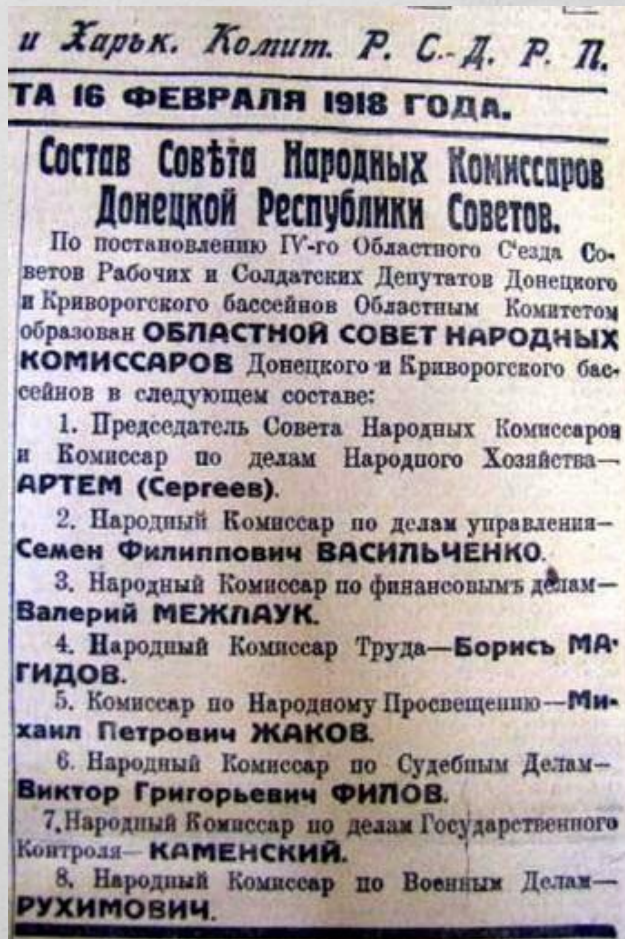 и Харьк. Комит. Р. С.-Д. Р. П.
ТА 16 ФЕВРАЛЯ 1918 ГОДА.
Состав Совѣта Народных Комиссаров
Донецкой Республики Советов.
По постановлению IV-го Областного С'езда Со-
ветов Рабочих и Солдатских Депутатов Донецкого
и Криворогского бассейнов Областным Комитетом
образован ОБЛАСТНОЙ СОВЕТ НАРОДНЫХ
КОМИССАРОВ Донецкого и Криворогского бас-
сейнов в следующем составе:
1. Председатель Совета Народных Комиссаров
и Комиссар по делам Народного Хозяйства—
АРТЕМ (Сергеев).
2. Народный Комиссар по делам управления—
Семен Филиппович ВАСИЛЬЧЕНКО.
3. Народный Комиссар по финансовымъ делам—
Валерий МЕЖЛАУК.
4. Народный Комиссар Труда—Борисъ МА-
ГИДОВ.
5. Комиссар по Народному Просвещению—Ми-
хаил Петрович ЖАКОВ.
6. Народный Комиссар по Судебным Делам—
Виктор Григорьевич ФИЛОВ.
7. Народный Комиссар по делам Государственного
Контроля— КАМЕНСКИЙ.
8. Народный Комиссар по Военным Делам—
РУХИМОВИЧ.